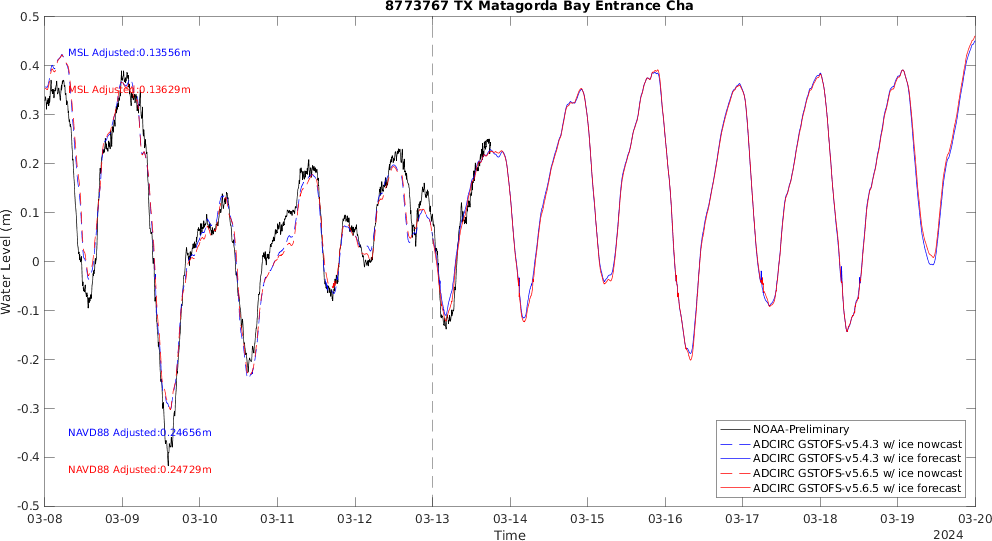 8773767 TX Matagorda Bay Entrance Cha
0.5
0.4
0.3
0.2
0.1
0
-0.1
-0.2
-0.3
-0.4
-0.5
Water Level (m)
MSL Adjusted:0.13556m
MSL Adjusted:0.13629m
NAVD88 Adjusted:0.24656m
NAVD88 Adjusted:0.24729m
NOAA-Preliminary
ADCIRC GSTOFS-v5.4.3 w/ ice nowcast
ADCIRC GSTOFS-v5.4.3 w/ ice forecast
ADCIRC GSTOFS-v5.6.5 w/ ice nowcast
ADCIRC GSTOFS-v5.6.5 w/ ice forecast
03-08 03-09 03-10 03-11 03-12 03-13 03-14 03-15 03-16 03-17 03-18 03-19 03-20
Time
2024